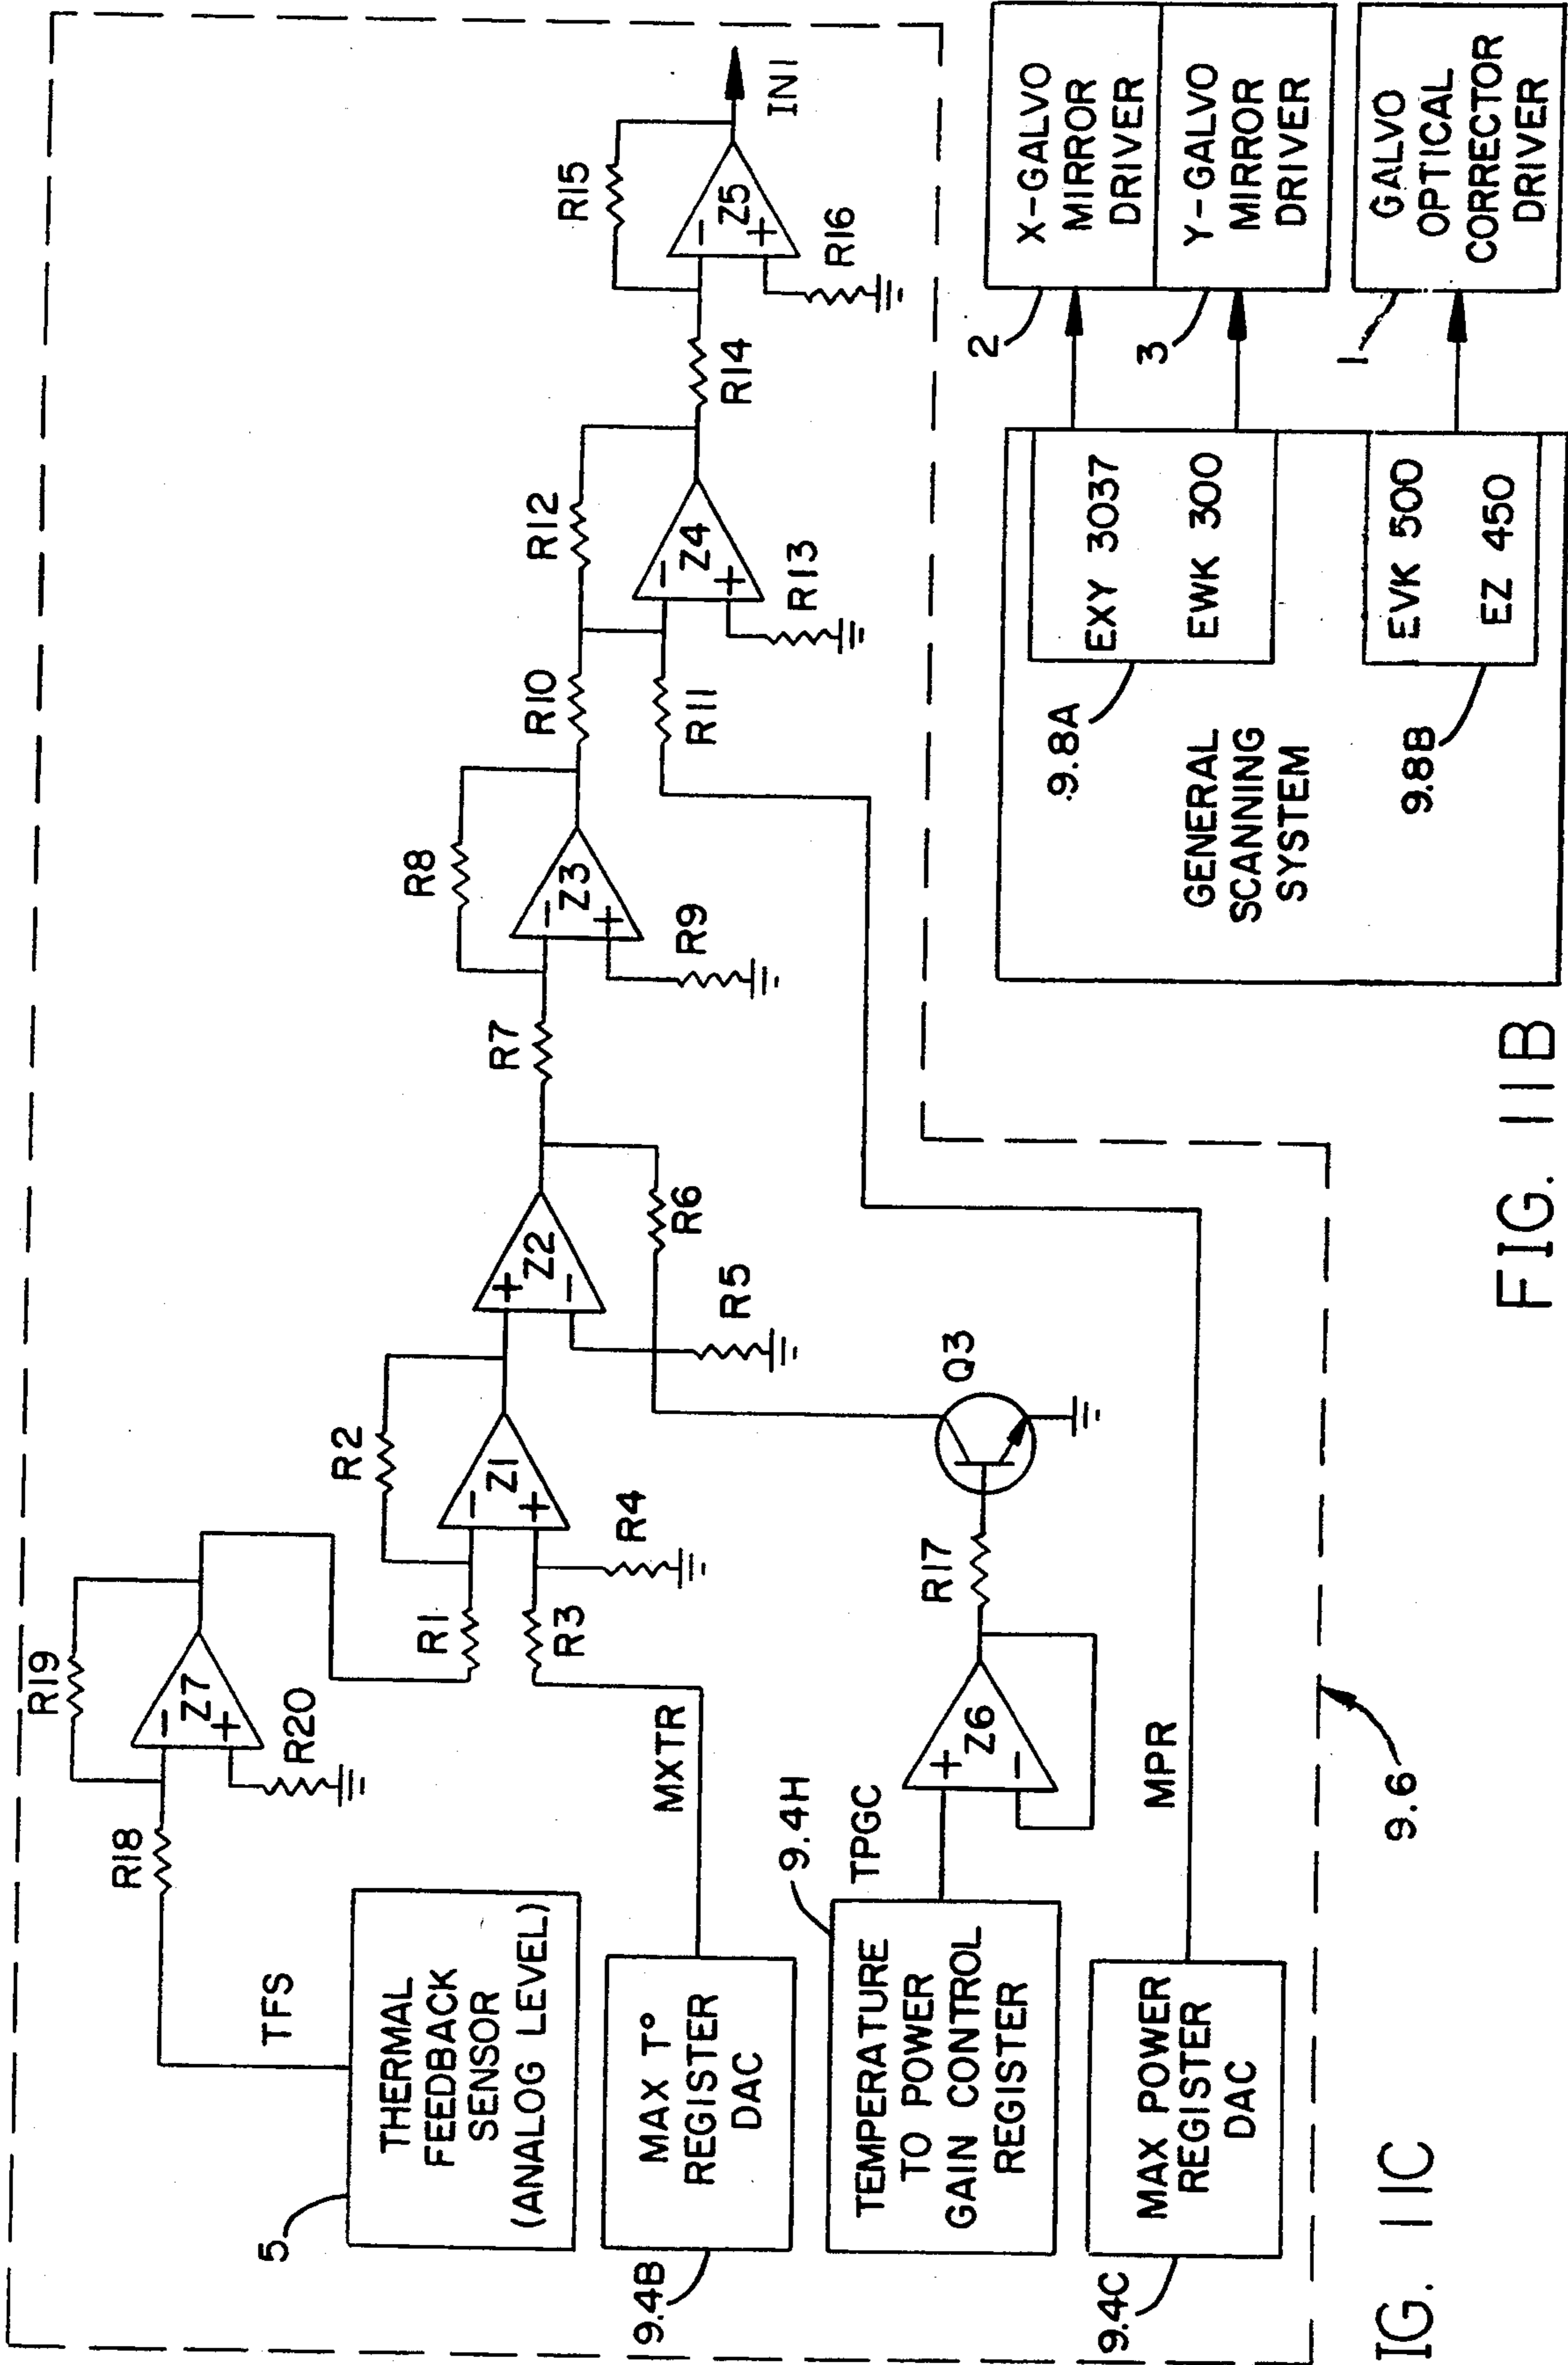 R19
Z7
−
+
R20
R18
TFS
THERMAL
FEEDBACK
SENSOR
(ANALOG LEVEL)
5
R1
R2
Z1
−
+
R3
R4
MXTR
MAX T°
REGISTER
DAC
9.4B
Z2
+
−
R5
R6
Q3
R17
Z6
+
−
TPGC
9.4H
TEMPERATURE
TO POWER
GAIN CONTROL
REGISTER
MPR
MAX POWER
REGISTER
DAC
9.4C
9.6
R7
R8
Z3
−
+
R9
R10
R11
R12
Z4
−
+
R13
R14
R15
Z5
−
+
R16
IN1
IG. 11C
X-GALVO
MIRROR
DRIVER
2
Y-GALVO
MIRROR
DRIVER
3
GALVO
OPTICAL
CORRECTOR
DRIVER
1
EXY 3037
EWK 300
9.8A
EVK 500
EZ 450
9.8B
GENERAL
SCANNING
SYSTEM
FIG. 11B